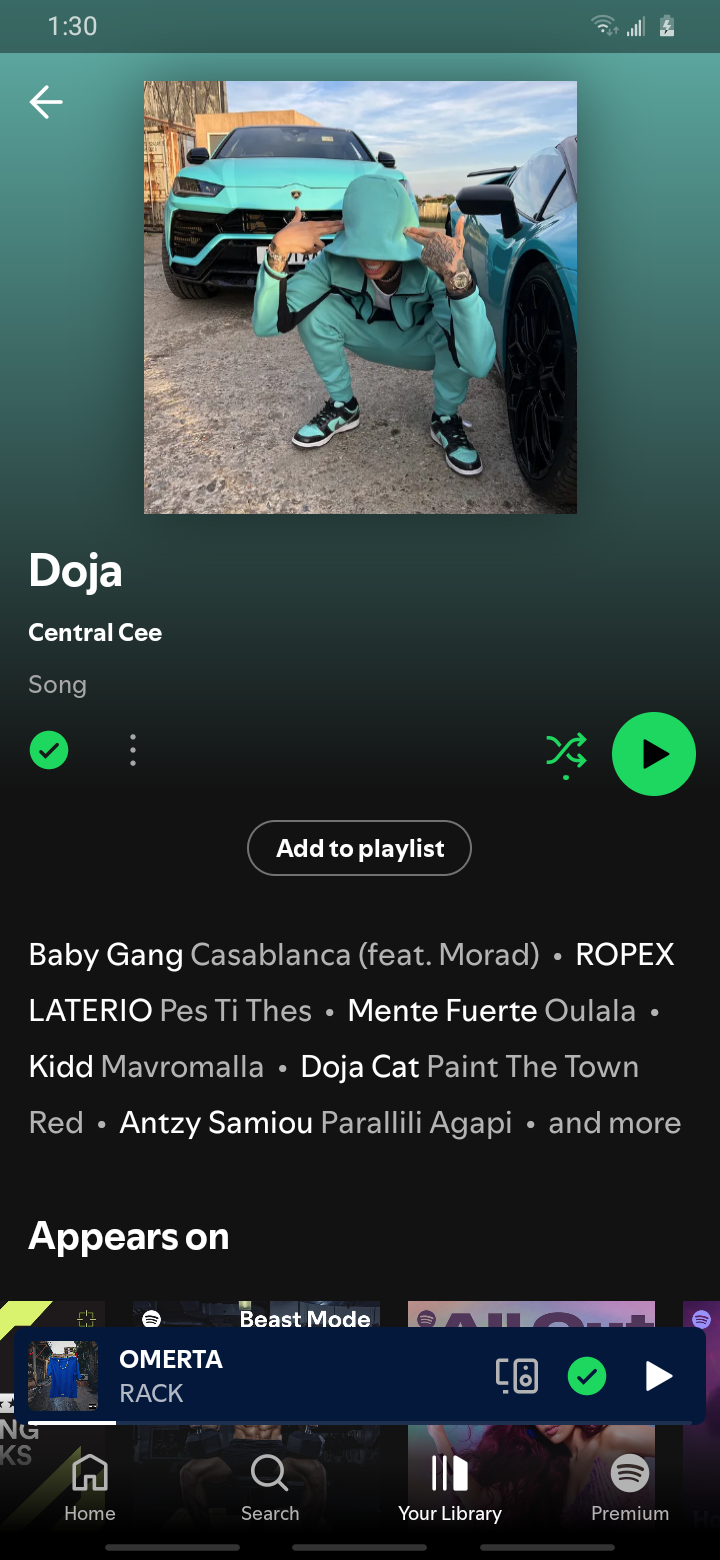 1:30
Doja
Central Cee
Song
Add to playlist
Baby Gang Casablanca (feat. Morad) • ROPEX
LATERIO Pes Ti Thes • Mente Fuerte Oulala •
Kidd Mavromalla • Doja Cat Paint The Town
Red • Antzy Samiou Parallili Agapi • and more
Appears on
Beast Mode
All Out
OMERTA
RACK
NG
KS
Home
Search
Your Library
Premium